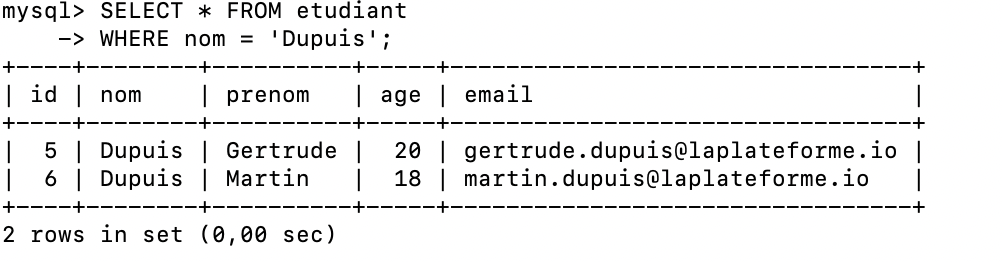 mysql> SELECT * FROM etudiant
    -> WHERE nom = 'Dupuis';
+----+--------+----------+-----+---------------------------------+
| id | nom    | prenom   | age | email                           |
+----+--------+----------+-----+---------------------------------+
|  5 | Dupuis | Gertrude |  20 | gertrude.dupuis@laplateforme.io |
|  6 | Dupuis | Martin   |  18 | martin.dupuis@laplateforme.io   |
+----+--------+----------+-----+---------------------------------+
2 rows in set (0,00 sec)